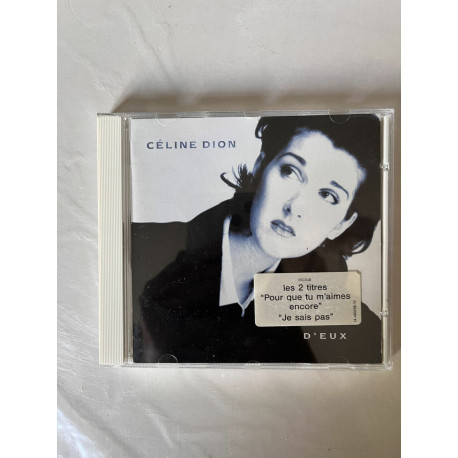 CÉLINE DION
les 2 titres
"Pour que tu m'aimes
encore"
"Je sais pas"
D'EUX